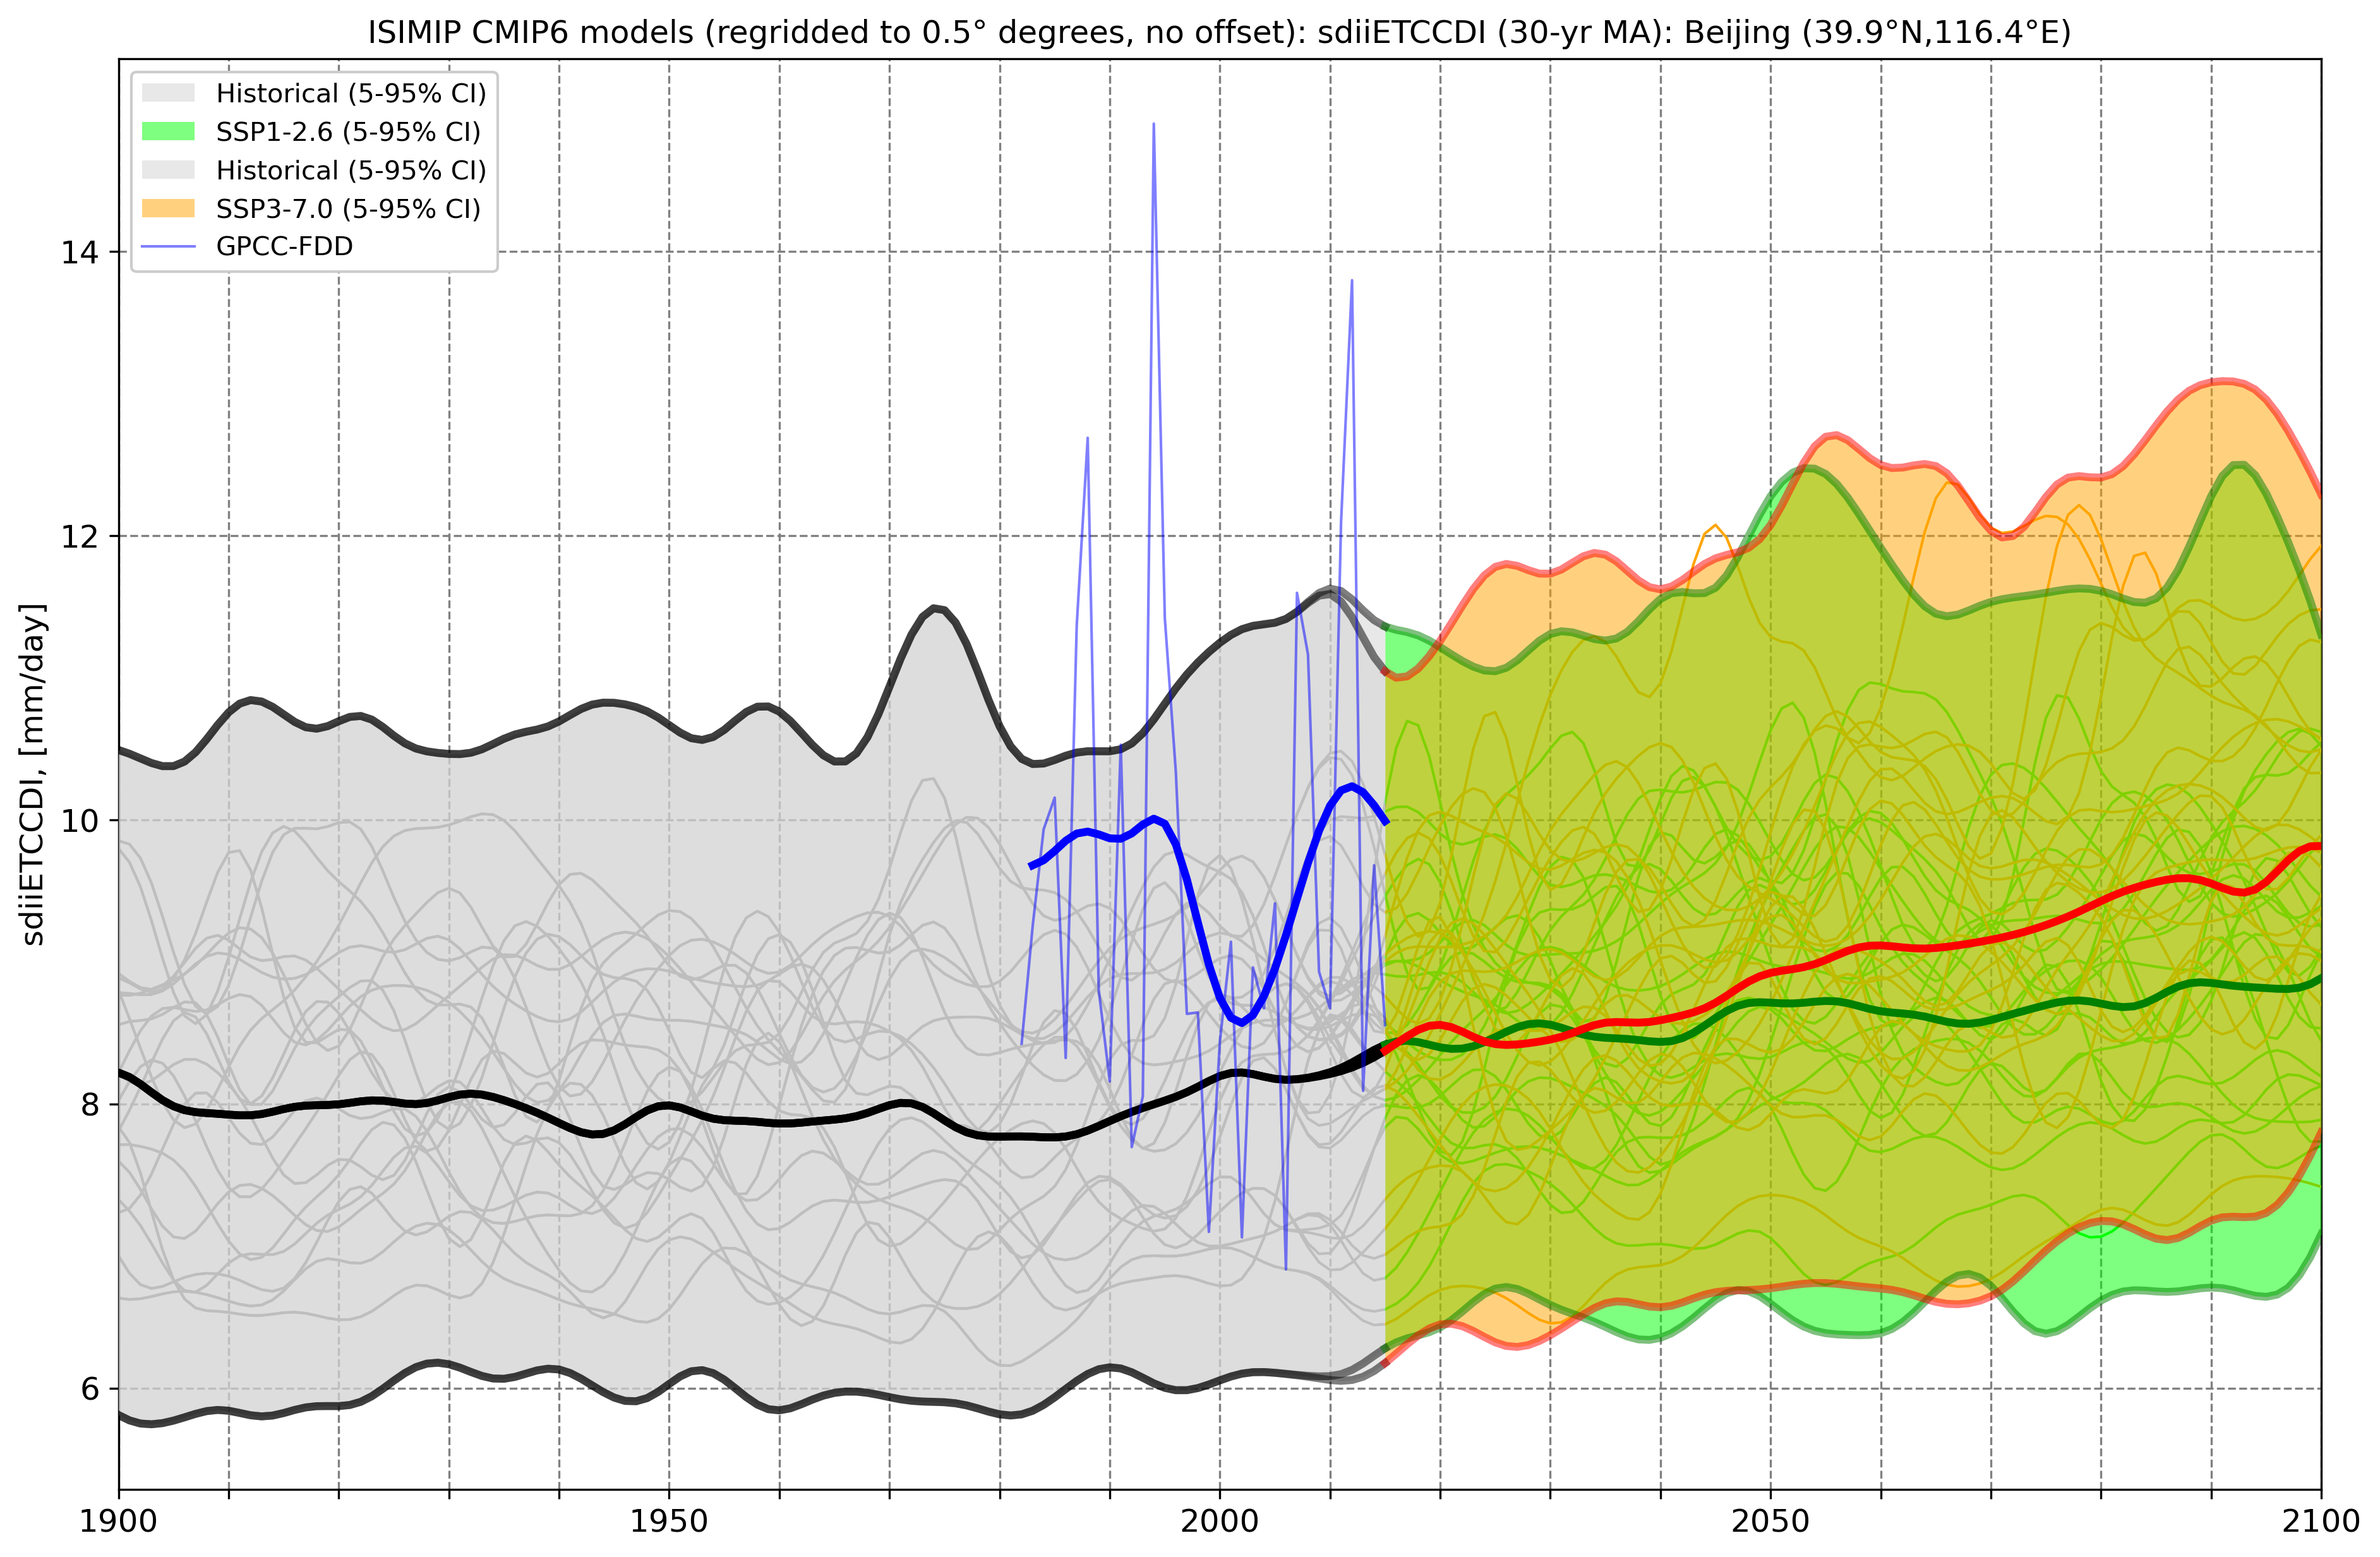 ISIMIP CMIP6 models (regridded to 0.5° degrees, no offset): sdiiETCCDI (30-yr MA): Beijing (39.9°N,116.4°E)
Historical (5-95% CI)
SSP1-2.6 (5-95% CI)
Historical (5-95% CI)
SSP3-7.0 (5-95% CI)
GPCC-FDD
sdiiETCCDI, [mm/day]
14
12
10
8
6
1900
1950
2000
2050
2100